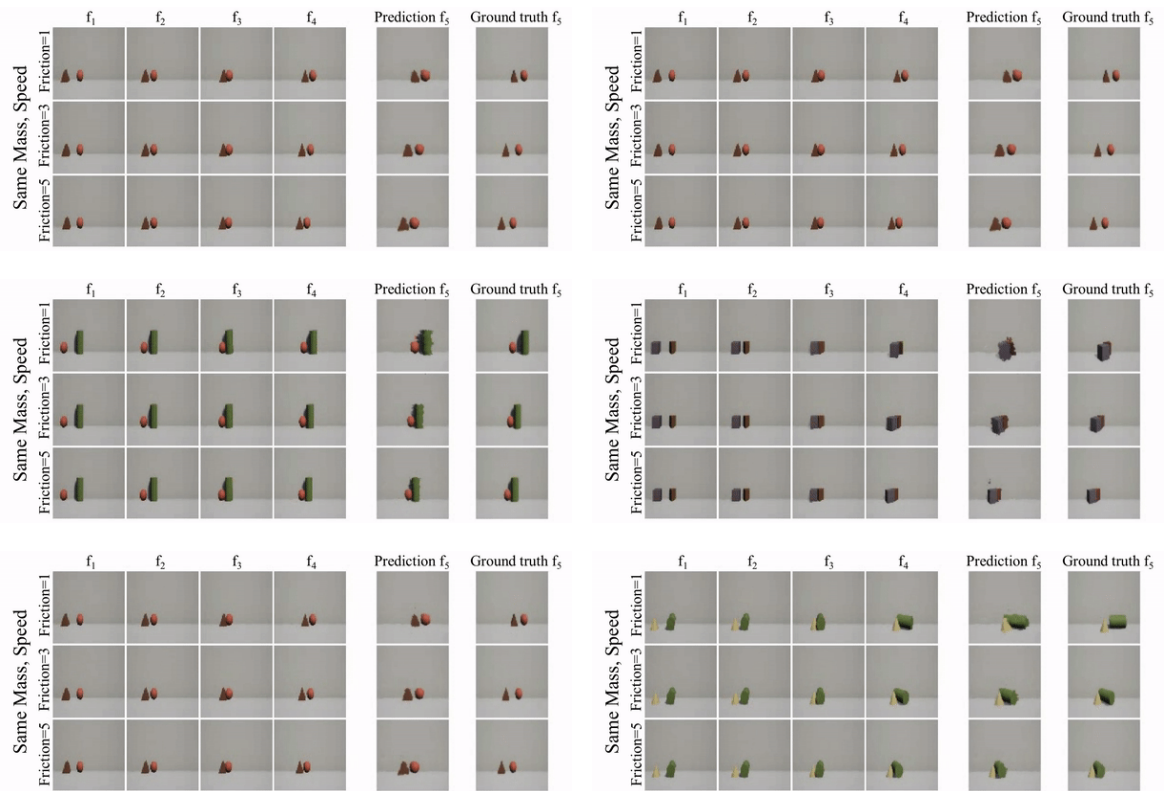 f₁ f₂ f₃ f₄ Prediction f₅ Ground truth f₅
Same Mass, Speed
Friction=1
Friction=3
Friction=5
f₁ f₂ f₃ f₄ Prediction f₅ Ground truth f₅
Same Mass, Speed
Friction=1
Friction=3
Friction=5
f₁ f₂ f₃ f₄ Prediction f₅ Ground truth f₅
Same Mass, Speed
Friction=1
Friction=3
Friction=5
f₁ f₂ f₃ f₄ Prediction f₅ Ground truth f₅
Same Mass, Speed
Friction=1
Friction=3
Friction=5
f₁ f₂ f₃ f₄ Prediction f₅ Ground truth f₅
Same Mass, Speed
Friction=1
Friction=3
Friction=5
f₁ f₂ f₃ f₄ Prediction f₅ Ground truth f₅
Same Mass, Speed
Friction=1
Friction=3
Friction=5